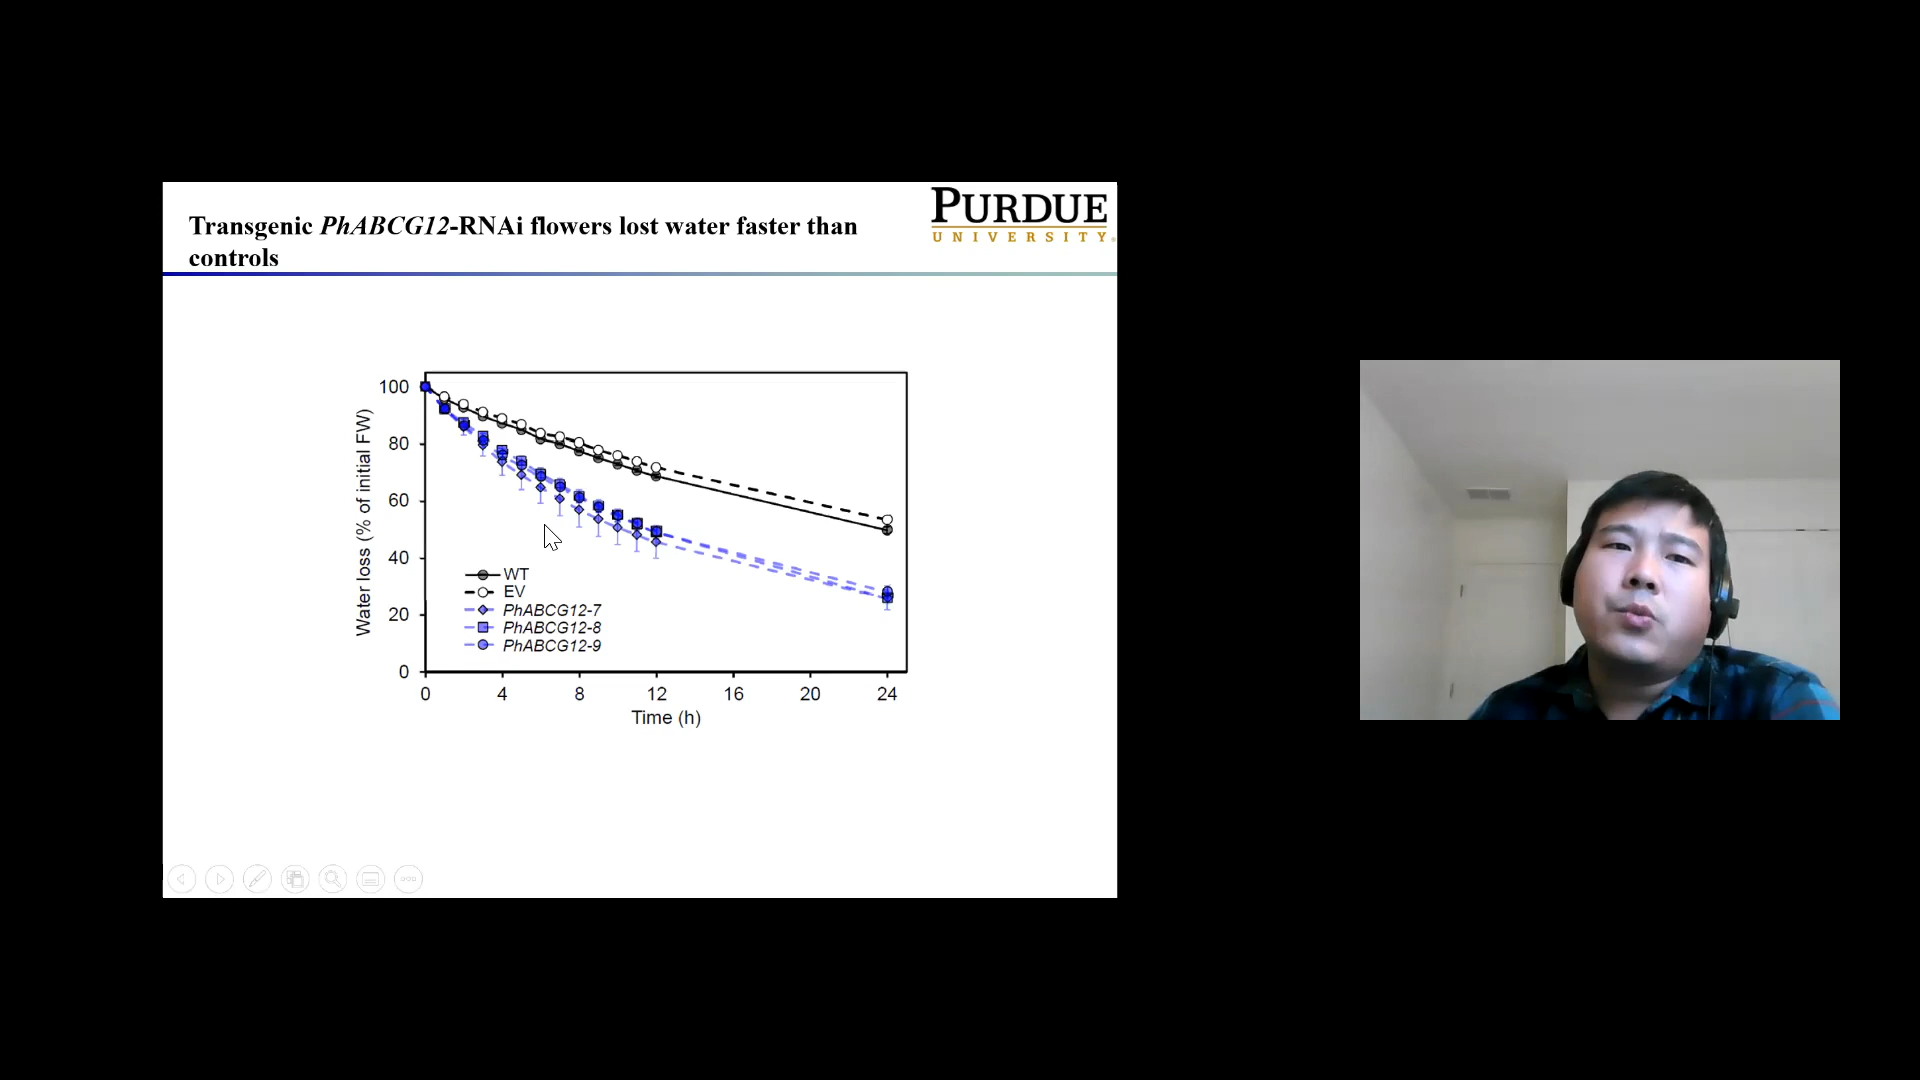 Transgenic PhABCG12-RNAi flowers lost water faster than
controls
PURDUE
UNIVERSITY®
100
80
60
40
20
0
Water loss (% of initial FW)
WT
EV
PhABCG12-7
PhABCG12-8
PhABCG12-9
0 4 8 12 16 20 24
Time (h)